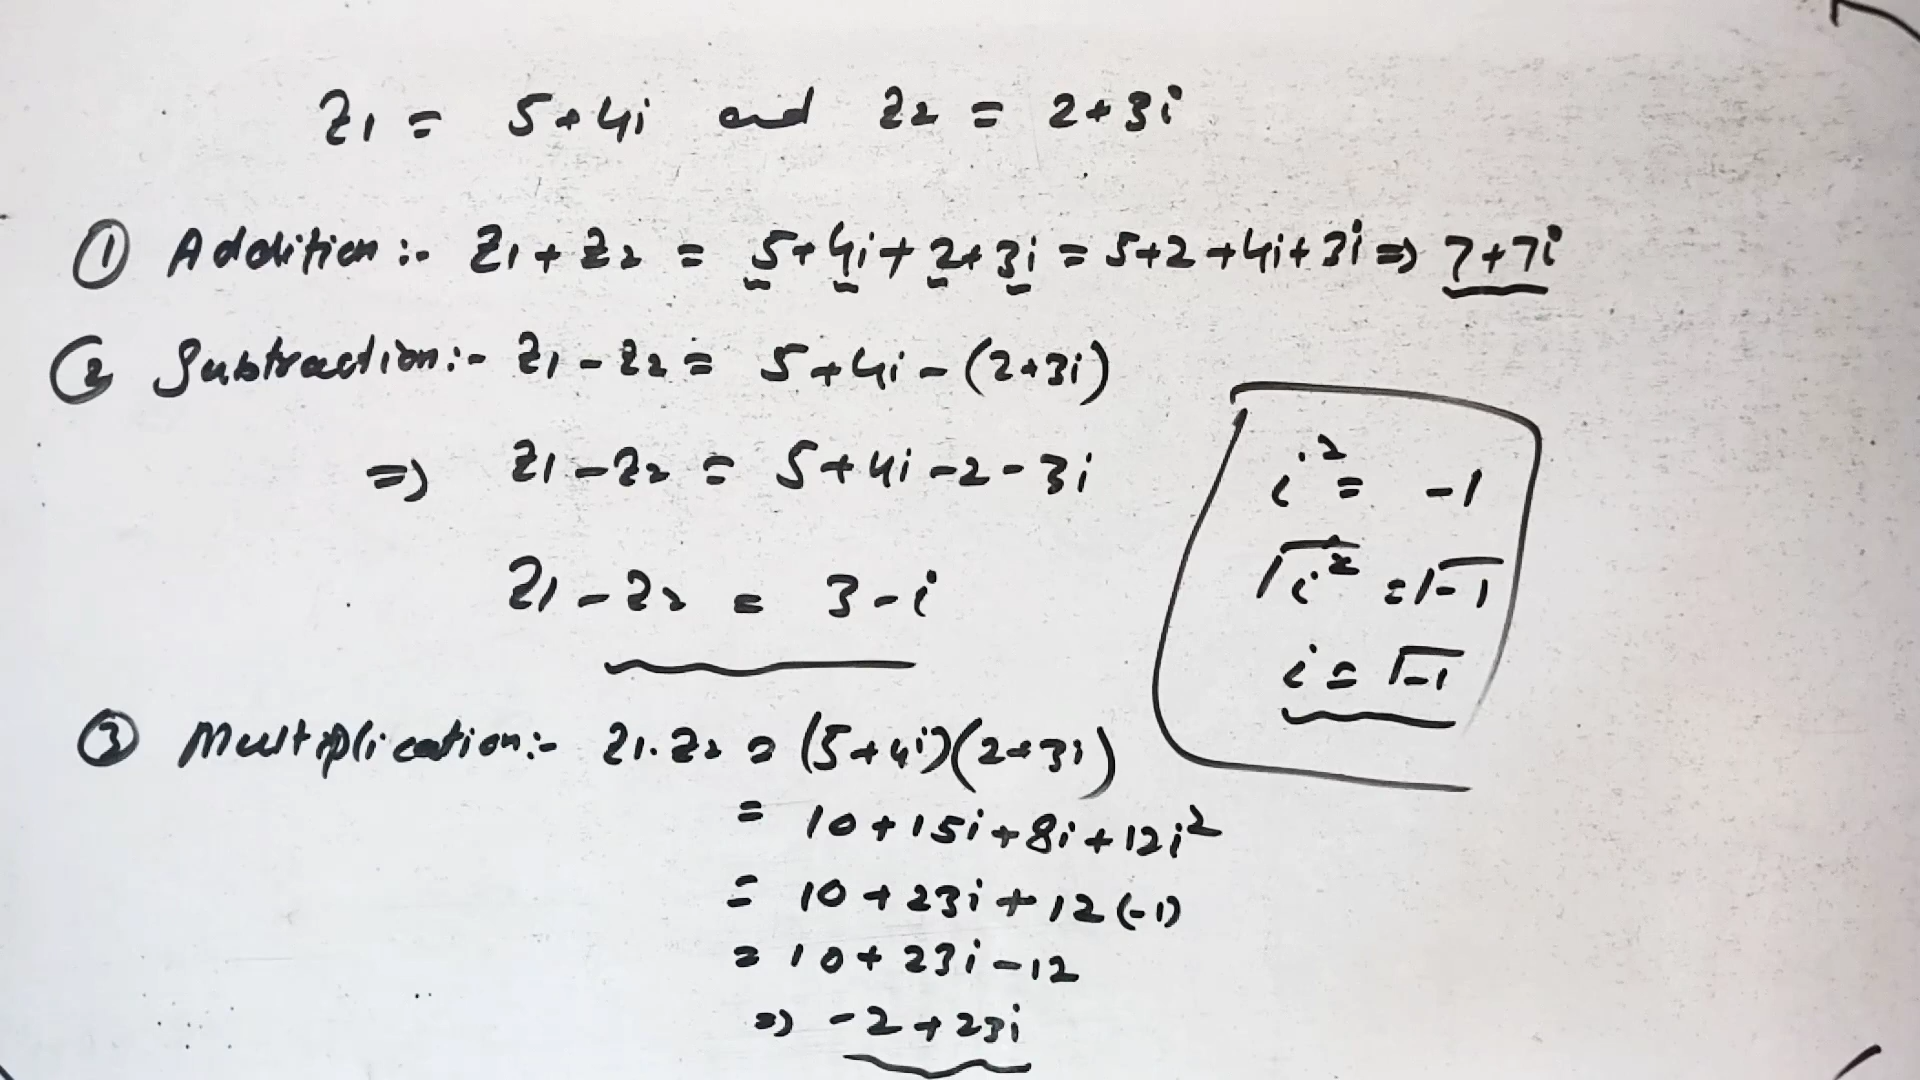 Z1 = 5+4i and Z2 = 2+3i
① Addition:- Z1 + Z2 = 5+4i+2+3i = 5+2+4i+3i => 7+7i
② Subtraction:- Z1 - Z2 = 5+4i-(2+3i)
=> Z1-Z2 = 5+4i-2-3i
Z1-Z2 = 3-i
i² = -1
√i² = √-1
i = √-1
③ Multiplication:- Z1.Z2 = (5+4i)(2+3i)
= 10+15i+8i+12i²
= 10+23i+12(-1)
= 10+23i-12
=> -2+23i